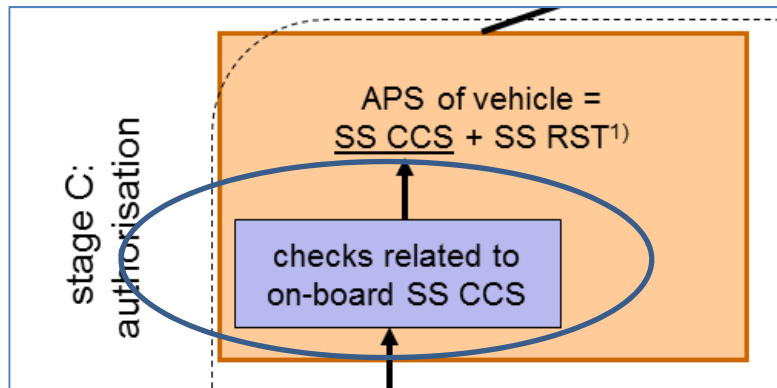 stage C:
authorisation
APS of vehicle =
SS CCS + SS RST1)
checks related to
on-board SS CCS